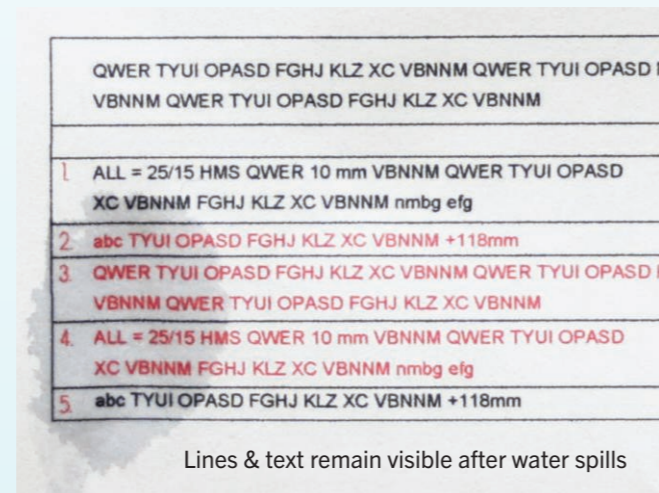 QWER TYUI OPASD FGHJ KLZ XC VBNNM QWER TYUI OPASD
VBNNM QWER TYUI OPASD FGHJ KLZ XC VBNNM
1. ALL = 25/15 HMS QWER 10 mm VBNNM QWER TYUI OPASD
XC VBNNM FGHJ KLZ XC VBNNM nmbg efg
2. abc TYUI OPASD FGHJ KLZ XC VBNNM +118mm
3. QWER TYUI OPASD FGHJ KLZ XC VBNNM QWER TYUI OPASD
VBNNM QWER TYUI OPASD FGHJ KLZ XC VBNNM
4. ALL = 25/15 HMS QWER 10 mm VBNNM QWER TYUI OPASD
XC VBNNM FGHJ KLZ XC VBNNM nmbg efg
5. abc TYUI OPASD FGHJ KLZ XC VBNNM +118mm
Lines & text remain visible after water spills